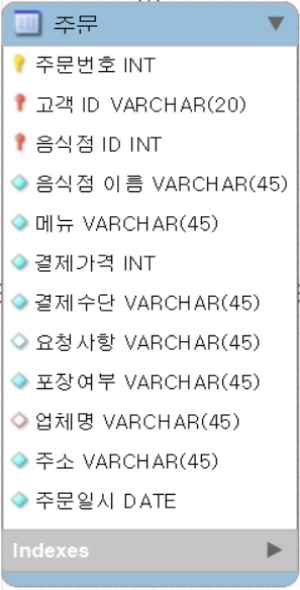 주문
주문번호 INT
고객 ID VARCHAR(20)
음식점 ID INT
음식점 이름 VARCHAR(45)
메뉴 VARCHAR(45)
결제가격 INT
결제수단 VARCHAR(45)
요청사항 VARCHAR(45)
포장여부 VARCHAR(45)
업체명 VARCHAR(45)
주소 VARCHAR(45)
주문일시 DATE
Indexes